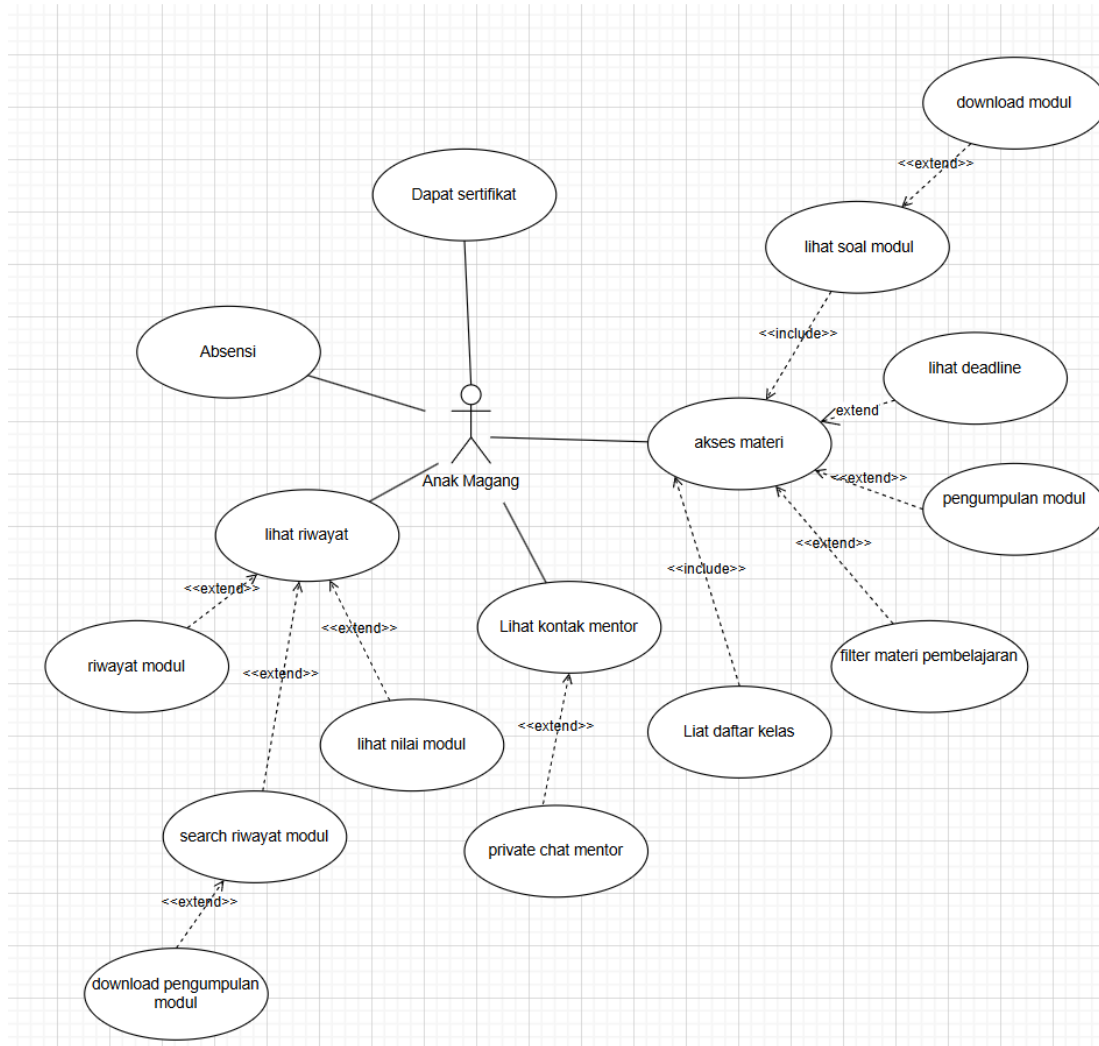 download modul
<<extend>>
Dapat sertifikat
lihat soal modul
<<include>>
Absensi
lihat deadline
extend
akses materi
Anak Magang
<<extend>>
pengumpulan modul
lihat riwayat
<<extend>>
<<include>>
<<extend>>
<<extend>>
Lihat kontak mentor
filter materi pembelajaran
riwayat modul
<<extend>>
<<extend>>
Liat daftar kelas
lihat nilai modul
search riwayat modul
private chat mentor
<<extend>>
download pengumpulan
modul